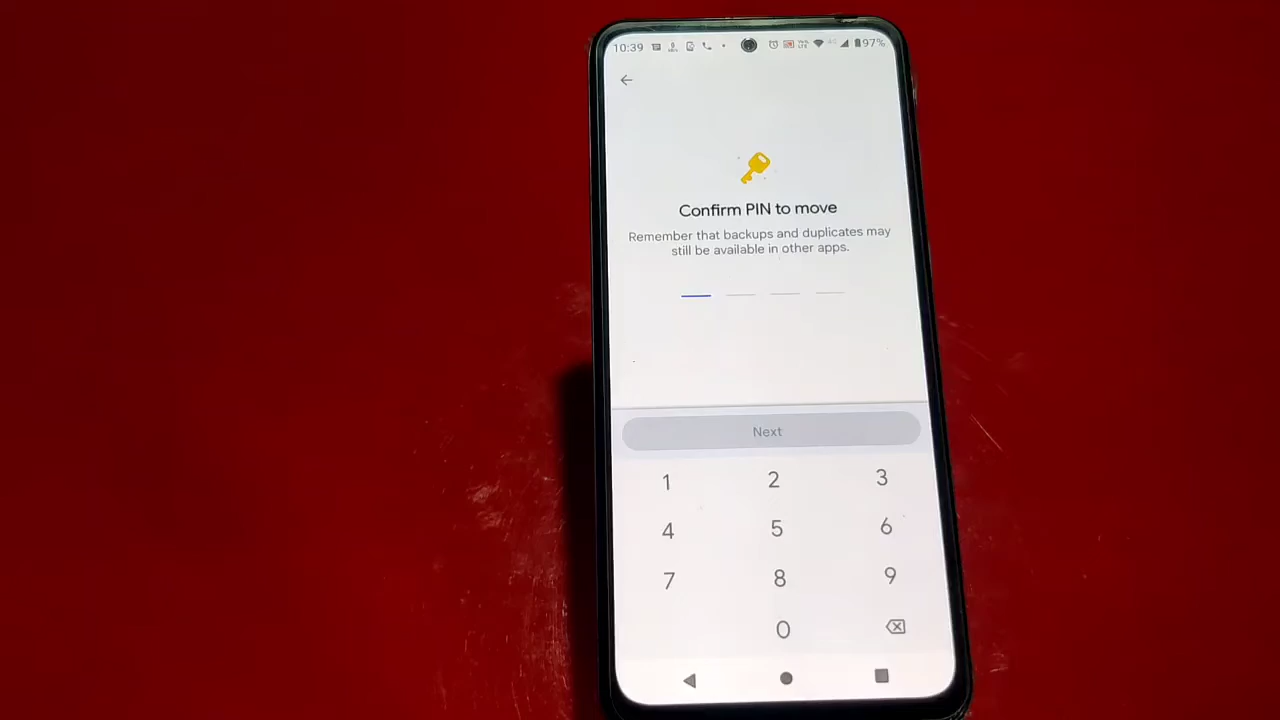 10:39 97%
Confirm PIN to move
Remember that backups and duplicates may
still be available in other apps.
Next
1 2 3
4 5 6
7 8 9
0